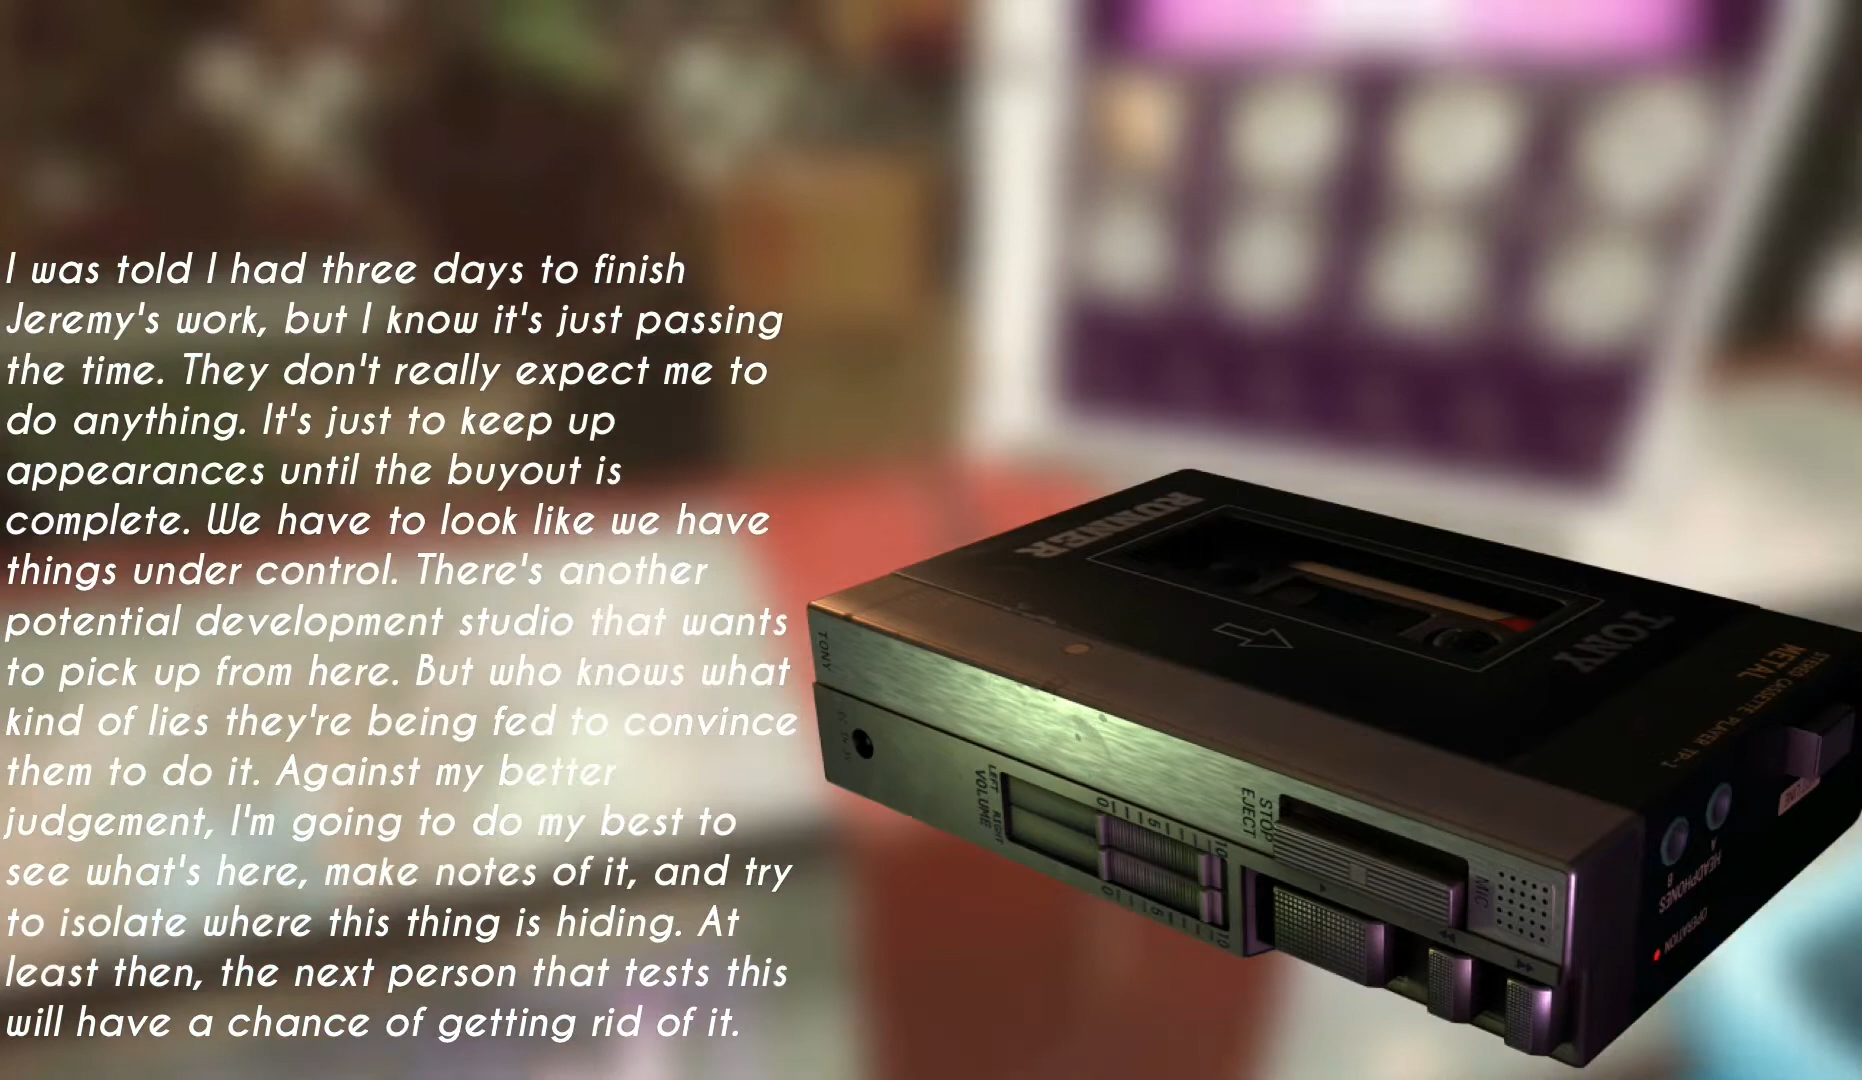 I was told I had three days to finish
Jeremy's work, but I know it's just passing
the time. They don't really expect me to
do anything. It's just to keep up
appearances until the buyout is
complete. We have to look like we have
things under control. There's another
potential development studio that wants
to pick up from here. But who knows what
kind of lies they're being fed to convince
them to do it. Against my better
judgement, I'm going to do my best to
see what's here, make notes of it, and try
to isolate where this thing is hiding. At
least then, the next person that tests this
will have a chance of getting rid of it.
RUNNER
TONY
METAL
STEREO CASSETTE PLAYER TP-1
TONY
LEFT RIGHT
VOLUME
0 5 10
0 5 10
STOP
EJECT
MIC
A
B
HEADPHONES
OPERATION